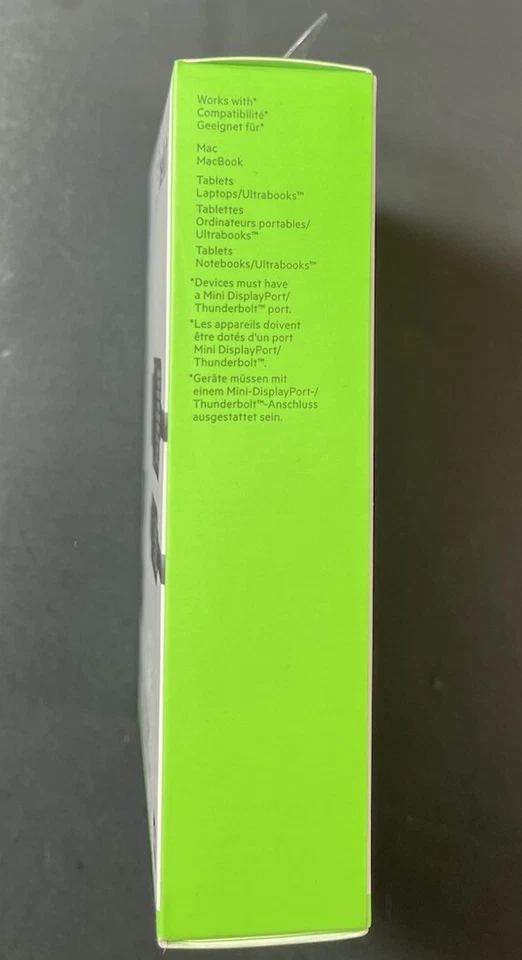 Works with*
Compatibilité*
Geeignet für*
Mac
MacBook
Tablets
Laptops/Ultrabooks™
Tablettes
Ordinateurs portables/
Ultrabooks™
Tablets
Notebooks/Ultrabooks™
*Devices must have
a Mini DisplayPort/
Thunderbolt™ port.
*Les appareils doivent
être dotés d'un port
Mini DisplayPort/
Thunderbolt™.
*Geräte müssen mit
einem Mini-DisplayPort-/
Thunderbolt™-Anschluss
ausgestattet sein.